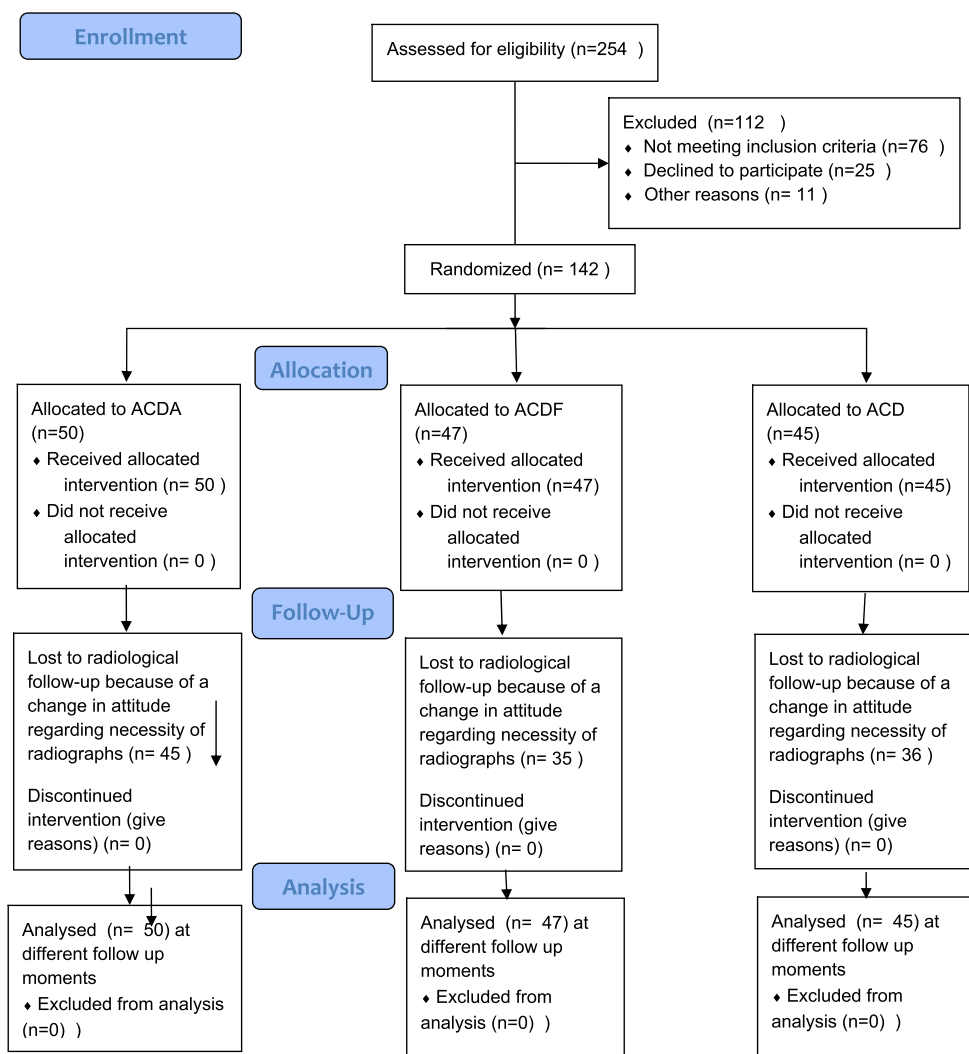 Enrollment
Assessed for eligibility (n=254  )
Excluded  (n=112  )
♦ Not meeting inclusion criteria (n=76  )
♦ Declined to participate (n=25  )
♦ Other reasons (n= 11 )
Randomized (n= 142 )
Allocation
Allocated to ACDA
(n=50)
♦ Received allocated
intervention (n= 50 )
♦ Did not receive
allocated
intervention (n= 0 )
Allocated to ACDF
(n=47)
♦ Received allocated
intervention (n=47)
♦ Did not receive
allocated
intervention (n= 0 )
Allocated to ACD
(n=45)
♦ Received allocated
intervention (n=45)
♦ Did not receive
allocated
intervention (n= 0 )
Follow-Up
Lost to radiological
follow-up because of a
change in attitude
regarding necessity of
radiographs (n= 45 )
Discontinued
intervention (give
reasons) (n= 0)
Lost to radiological
follow-up because of a
change in attitude
regarding necessity of
radiographs (n= 35 )
Discontinued
intervention (give
reasons) (n= 0)
Lost to radiological
follow-up because of a
change in attitude
regarding necessity of
radiographs (n= 36 )
Discontinued
intervention (give
reasons) (n= 0)
Analysis
Analysed  (n=  50) at
different follow up
moments
♦ Excluded from analysis
(n=0)  )
Analysed  (n=  47) at
different follow up
moments
♦ Excluded from
analysis (n=0)  )
Analysed  (n=  45) at
different follow up
moments
♦ Excluded from
analysis (n=0)  )